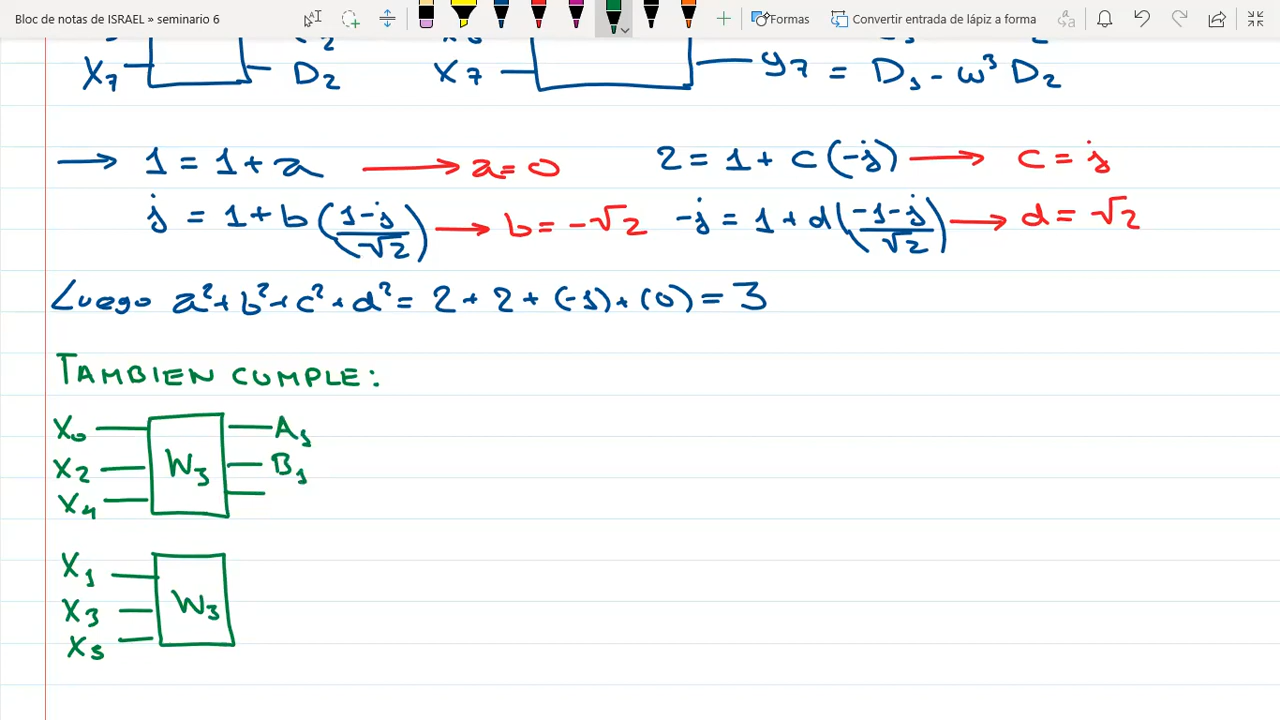 Bloc de notas de ISRAEL » seminario 6
Formas
Convertir entrada de lápiz a forma
X7 D2
X7 y7 = D1 - ω³ D2
→ 1 = 1 + a → a = 0
2 = 1 + c (-j) → c = j
j = 1 + b (1-j/√2) → b = -√2
-j = 1 + d (-1-j/√2) → d = √2
Luego a² + b² + c² + d² = 2 + 2 + (-1) + (0) = 3
TAMBIEN CUMPLE:
X0 A1
X2 W3 B1
X4
X1
X3 W3
X5